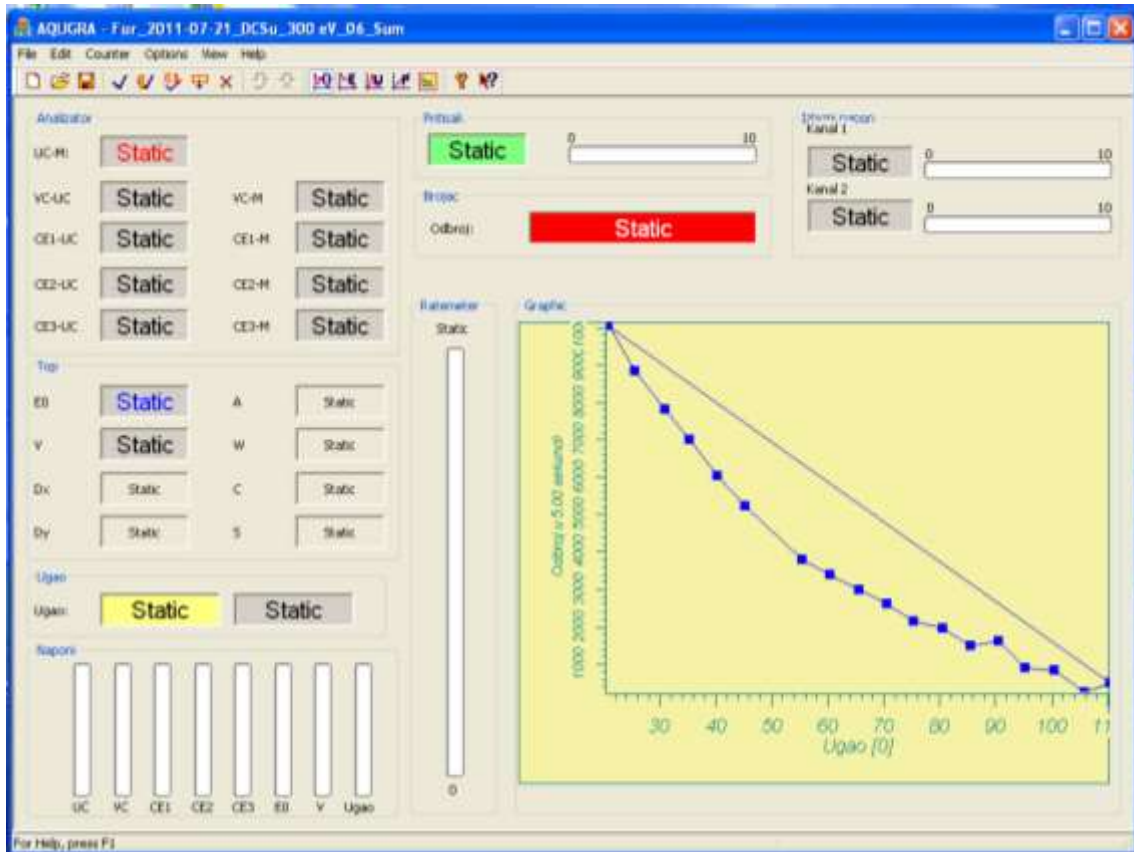 AQUGRA - Fur_2011-07-21_DCSu_300 eV_06_Sum
File Edit Counter Options View Help
Analizator
UC-M: Static
VC-UC Static VC-M Static
CE1-UC Static CE1-M Static
CE2-UC Static CE2-M Static
CE3-UC Static CE3-M Static
Top
E0 Static A Static
V Static W Static
Dx Static C Static
Dy Static S Static
Ugao
Ugao: Static Static
Naponi
UC VC CE1 CE2 CE3 E0 V Ugao
Pritisak
Static 0 10
Brojac
Odbroj: Static
Kanal 1
Static 0 10
Kanal 2
Static 0 10
Ratemeter
Static
0
Graphic
Odbroj u 5.00 sekundi
1000 2000 3000 4000 5000 6000 7000 8000 9000 100
30 40 50 60 70 80 90 100 11
Ugao [0]
For Help, press F1